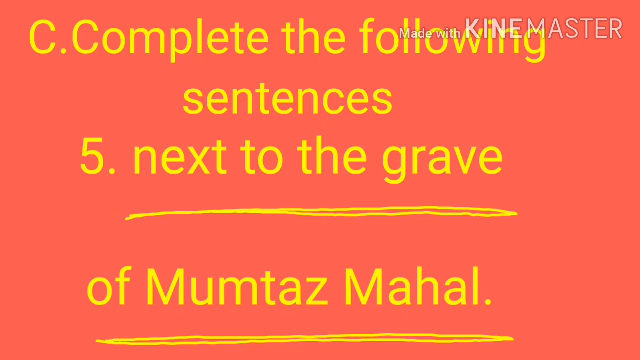 Made with KINEMASTER
C.Complete the following
sentences
5. next to the grave
of Mumtaz Mahal.